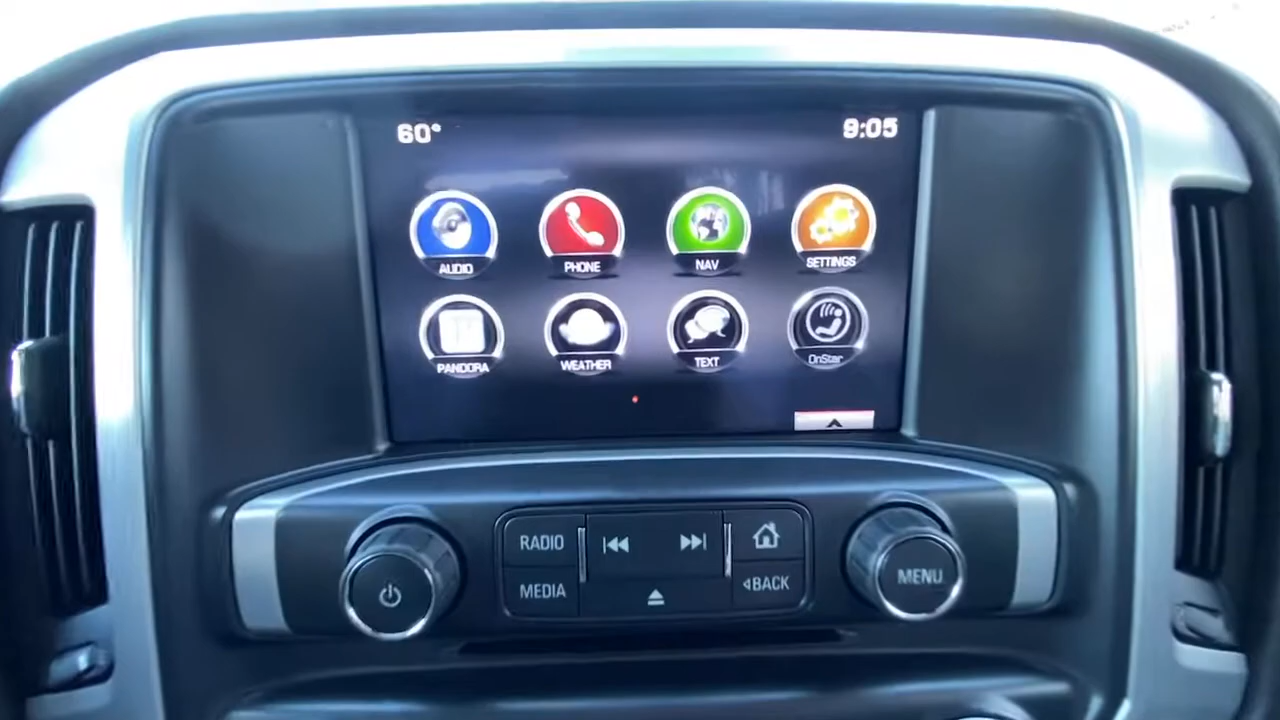 60°
9:05
AUDIO
PHONE
NAV
SETTINGS
PANDORA
WEATHER
TEXT
OnStar
RADIO
MEDIA
BACK
MENU